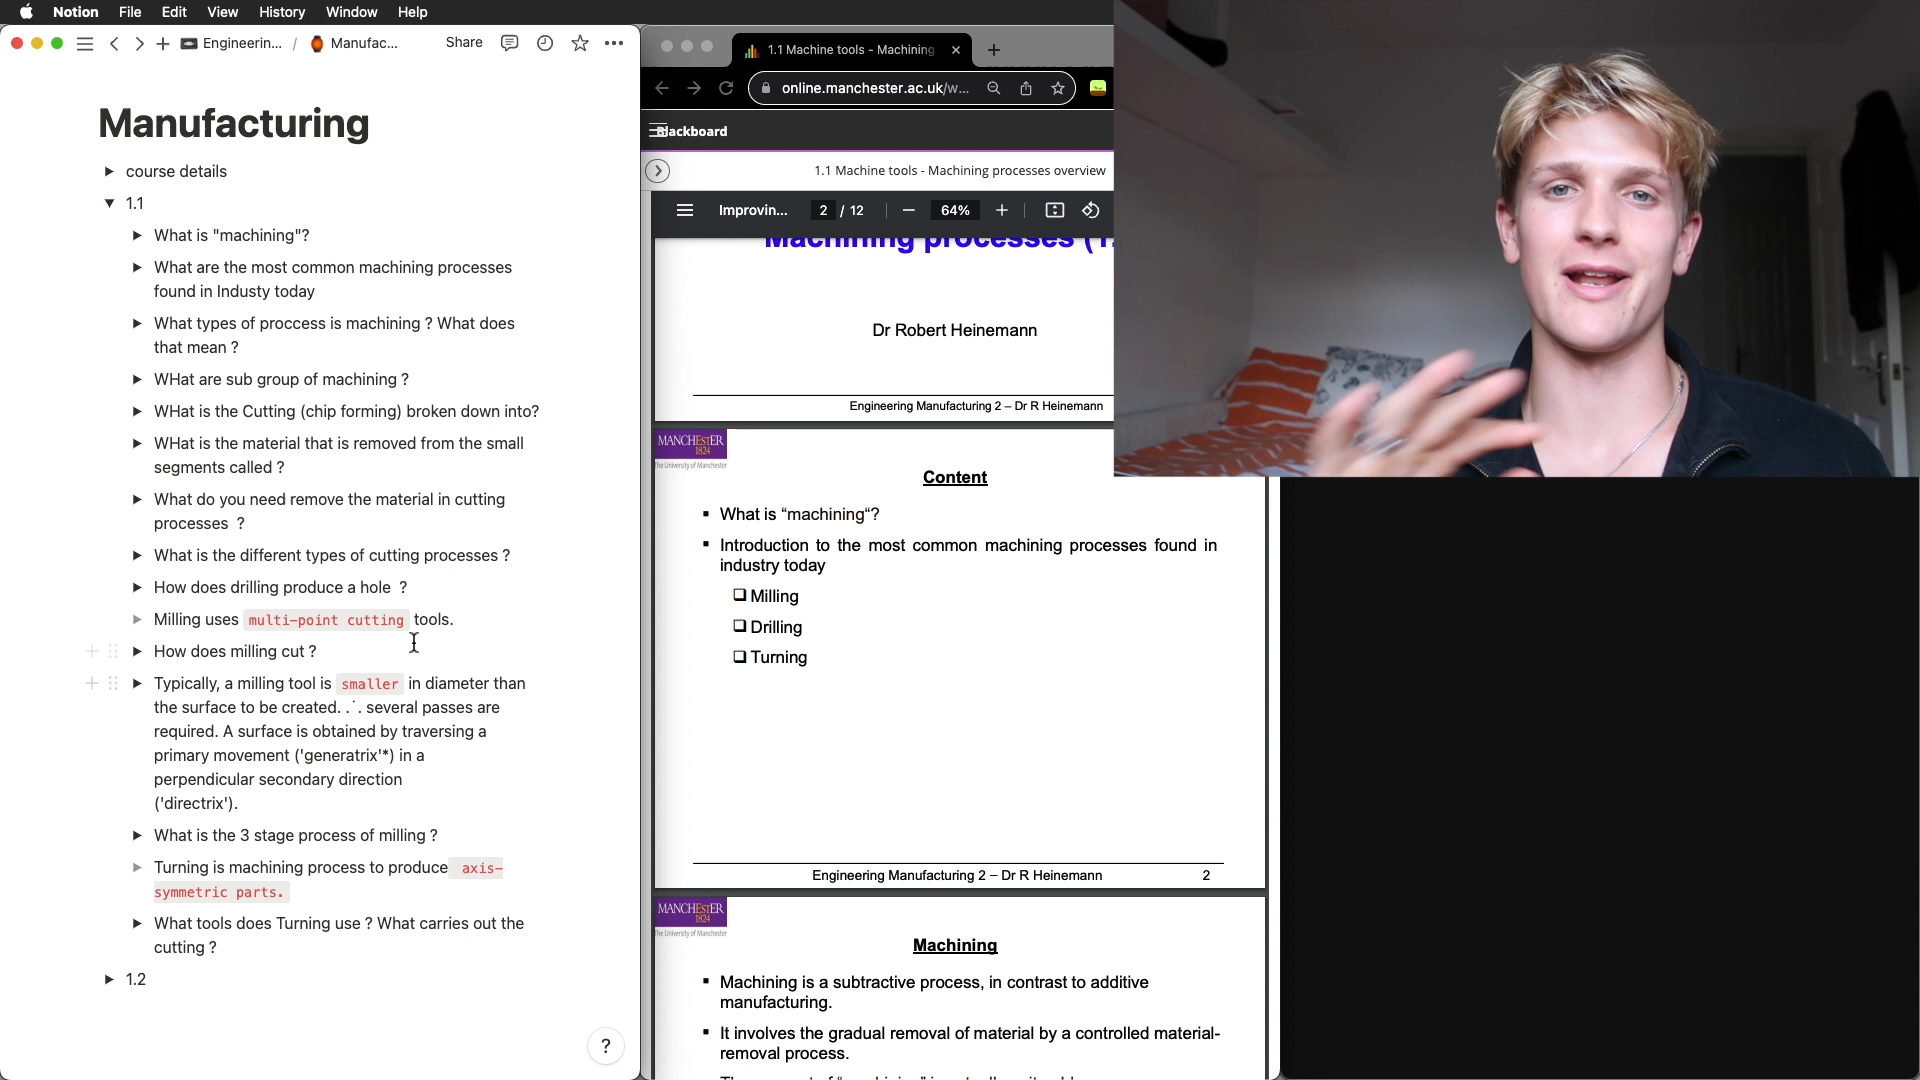 Notion File Edit View History Window Help
Engineerin... / Manufac... Share
Manufacturing
course details
1.1
What is "machining"?
What are the most common machining processes
found in Industy today
What types of proccess is machining ? What does
that mean ?
WHat are sub group of machining ?
WHat is the Cutting (chip forming) broken down into?
WHat is the material that is removed from the small
segments called ?
What do you need remove the material in cutting
processes ?
What is the different types of cutting processes ?
How does drilling produce a hole ?
Milling uses multi-point cutting tools.
How does milling cut ?
Typically, a milling tool is smaller in diameter than
the surface to be created. .˙. several passes are
required. A surface is obtained by traversing a
primary movement ('generatrix'*) in a
perpendicular secondary direction
('directrix').
What is the 3 stage process of milling ?
Turning is machining process to produce axis-
symmetric parts.
What tools does Turning use ? What carries out the
cutting ?
1.2
?
1.1 Machine tools - Machining
online.manchester.ac.uk/w...
Blackboard
1.1 Machine tools - Machining processes overview
Improvin... 2 / 12 64%
Machining processes (1.
Dr Robert Heinemann
Engineering Manufacturing 2 – Dr R Heinemann
MANCHESTER
1824
The University of Manchester
Content
What is “machining“?
Introduction to the most common machining processes found in
industry today
Milling
Drilling
Turning
Engineering Manufacturing 2 – Dr R Heinemann 2
MANCHESTER
1824
The University of Manchester
Machining
Machining is a subtractive process, in contrast to additive
manufacturing.
It involves the gradual removal of material by a controlled material-
removal process.